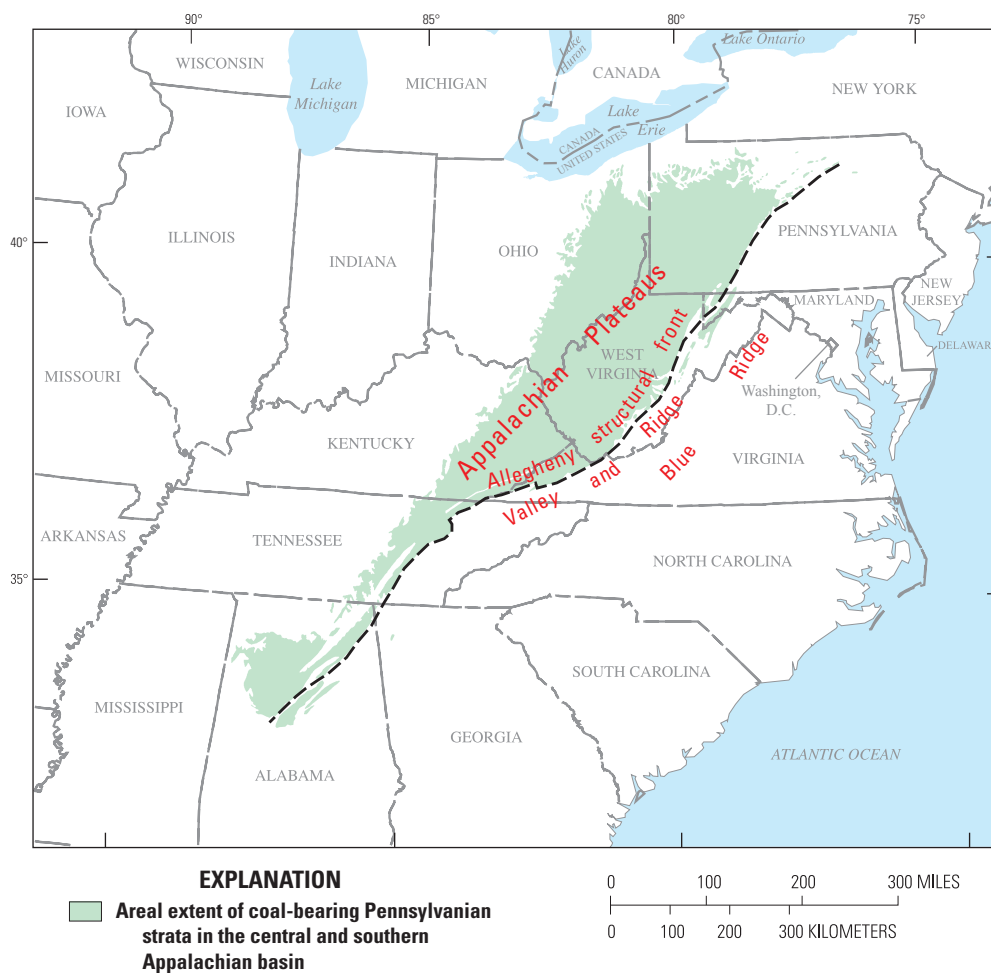 90°
85°
80°
75°
Lake Ontario
Lake
Huron
WISCONSIN
Lake
Michigan
MICHIGAN
CANADA
NEW YORK
IOWA
Lake
Erie
CANADA
UNITED STATES
40°
ILLINOIS
INDIANA
OHIO
PENNSYLVANIA
NEW
JERSEY
MARYLAND
DELAWARE
Appalachian Plateaus
WEST
VIRGINIA
Allegheny structural front
Valley and Ridge
Blue Ridge
Washington,
D.C.
MISSOURI
KENTUCKY
VIRGINIA
ARKANSAS
TENNESSEE
NORTH CAROLINA
35°
SOUTH CAROLINA
MISSISSIPPI
ALABAMA
GEORGIA
ATLANTIC OCEAN
EXPLANATION
Areal extent of coal-bearing Pennsylvanian
strata in the central and southern
Appalachian basin
0 100 200 300 MILES
0 100 200 300 KILOMETERS